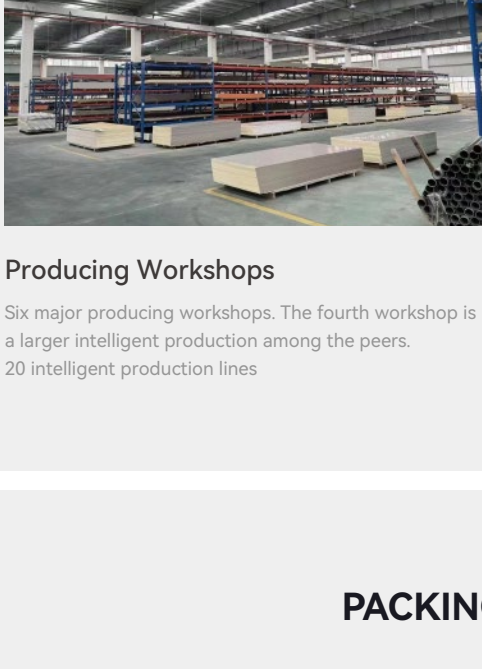 Producing Workshops
Six major producing workshops. The fourth workshop is
a larger intelligent production among the peers.
20 intelligent production lines